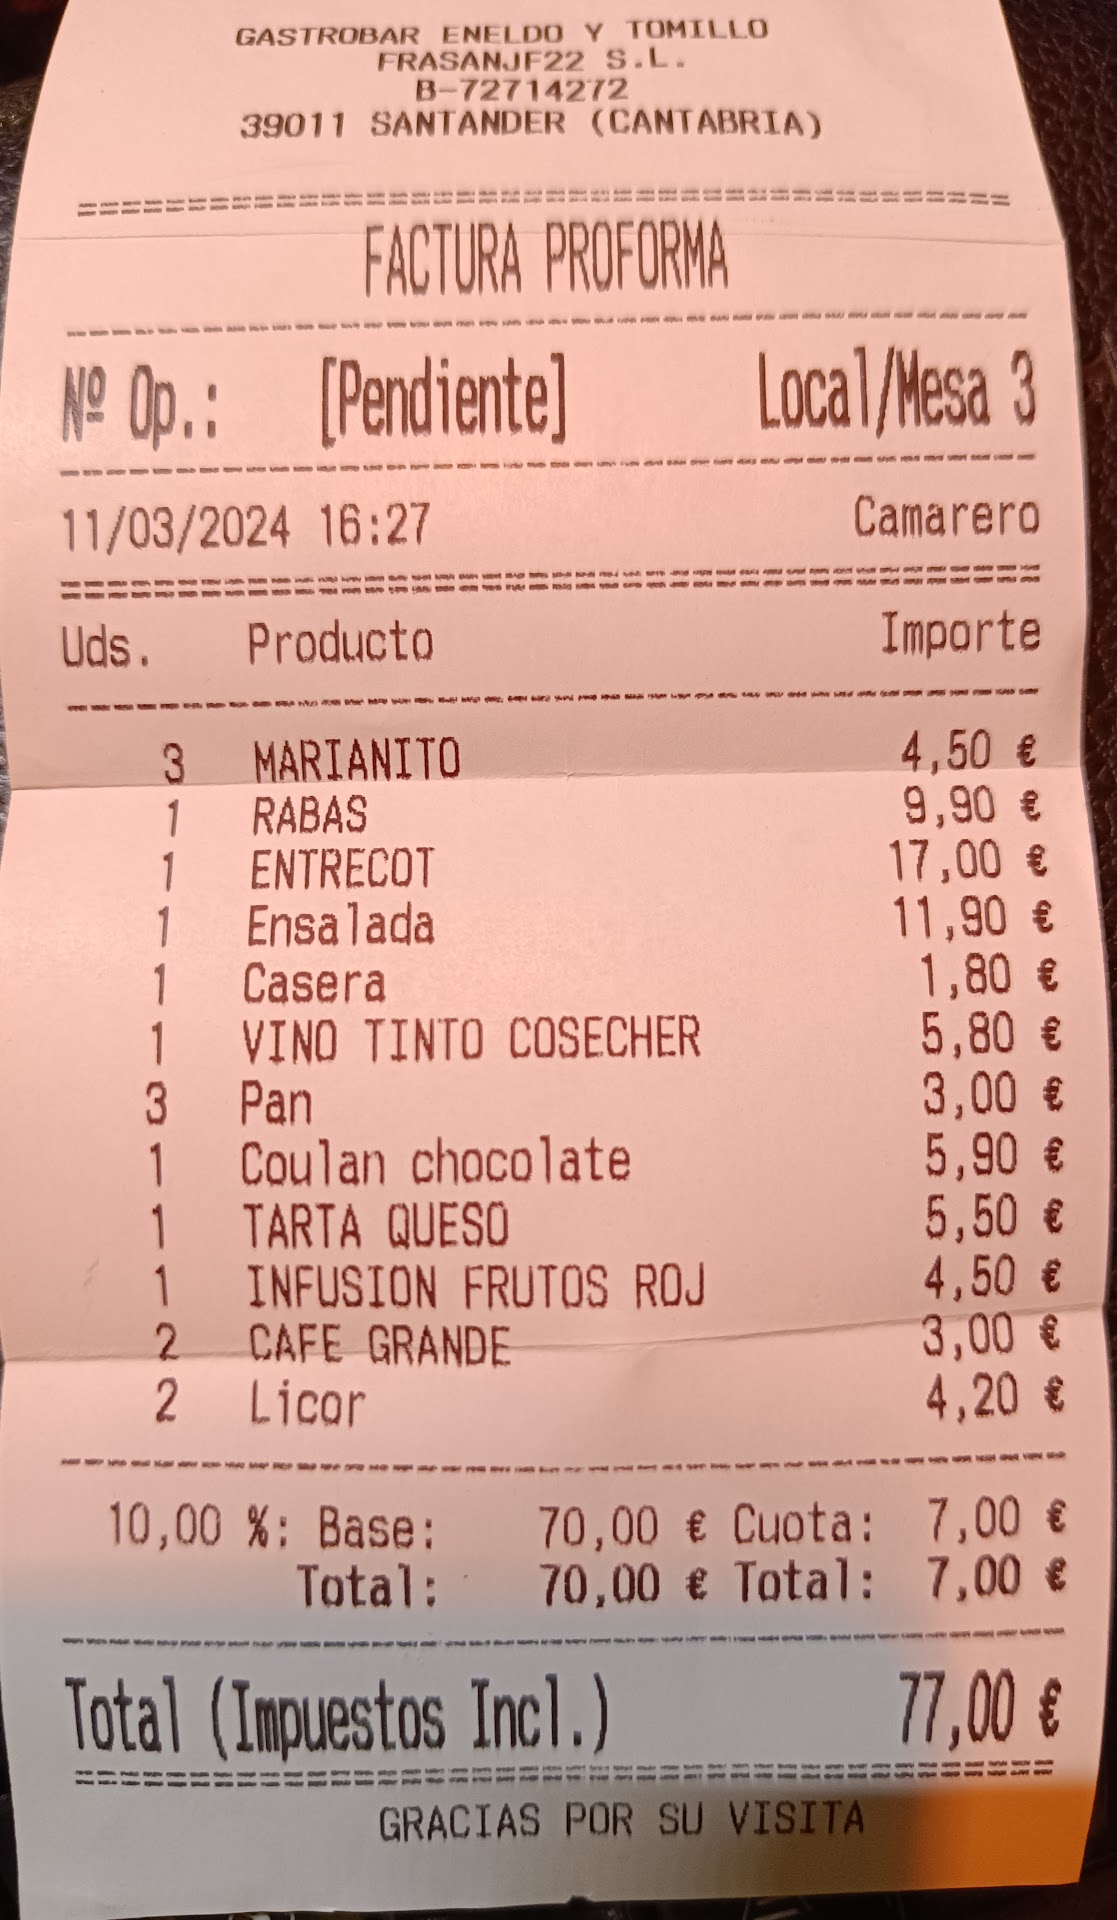 GASTROBAR ENELDO Y TOMILLO
FRASANJF22 S.L.
B-72714272
39011 SANTANDER (CANTABRIA)
FACTURA PROFORMA
Nº Op.: [Pendiente] Local/Mesa 3
11/03/2024 16:27 Camarero
Uds. Producto Importe
3 MARIANITO 4,50 €
1 RABAS 9,90 €
1 ENTRECOT 17,00 €
1 Ensalada 11,90 €
1 Casera 1,80 €
1 VINO TINTO COSECHER 5,80 €
3 Pan 3,00 €
1 Coulan chocolate 5,90 €
1 TARTA QUESO 5,50 €
1 INFUSION FRUTOS ROJ 4,50 €
2 CAFE GRANDE 3,00 €
2 Licor 4,20 €
10,00 %: Base: 70,00 € Cuota: 7,00 €
Total: 70,00 € Total: 7,00 €
Total (Impuestos Incl.) 77,00 €
GRACIAS POR SU VISITA